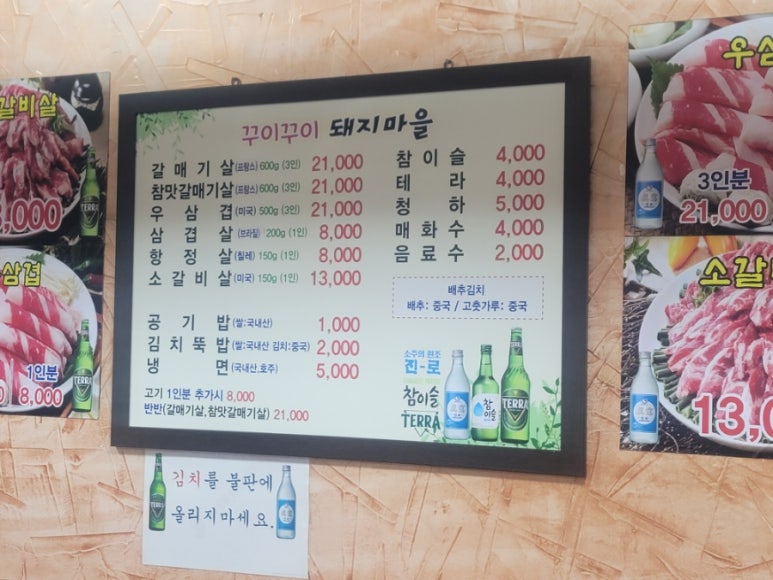 꾸이꾸이 돼지마을
갈매기살(프랑스) 600g (3인) 21,000
참맛갈매기살(프랑스) 600g (3인) 21,000
우삼겹(미국) 500g (3인) 21,000
삼겹살(브라질) 200g (1인) 8,000
항정살(칠레) 150g (1인) 8,000
소갈비살(미국) 150g (1인) 13,000
공기밥(쌀:국내산) 1,000
김치뚝밥(쌀:국내산 김치:중국) 2,000
냉면(국내산,호주) 5,000
고기 1인분 추가시 8,000
반반(갈매기살,참맛갈매기살) 21,000
참이슬 4,000
테라 4,000
청하 5,000
매화수 4,000
음료수 2,000
배추김치
배추: 중국 / 고춧가루: 중국
소주의 원조
진-로
참이슬
TERRA
참이슬
TERRA
김치를 불판에
올리지마세요.
갈비살
TERRA
,000
삼겹
1인분
8,000
TERRA
우삼
3인분
21,000
소갈
13,0